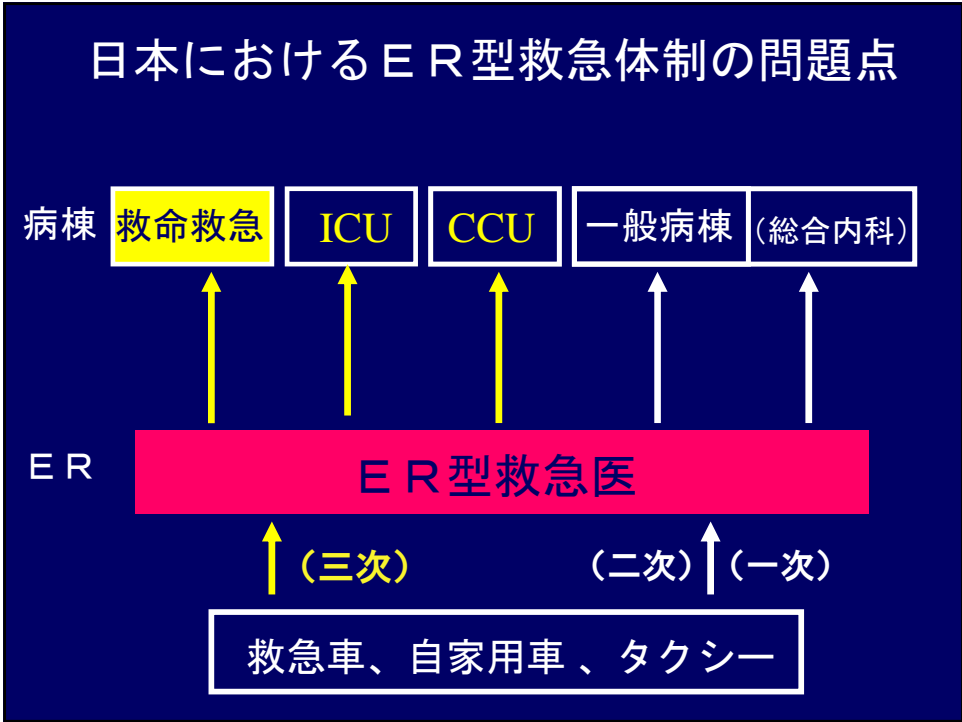 日本におけるＥＲ型救急体制の問題点
病棟 救命救急 ICU CCU 一般病棟 (総合内科)
ＥＲ ＥＲ型救急医
（三次） （二次） （一次）
救急車、自家用車 、タクシー